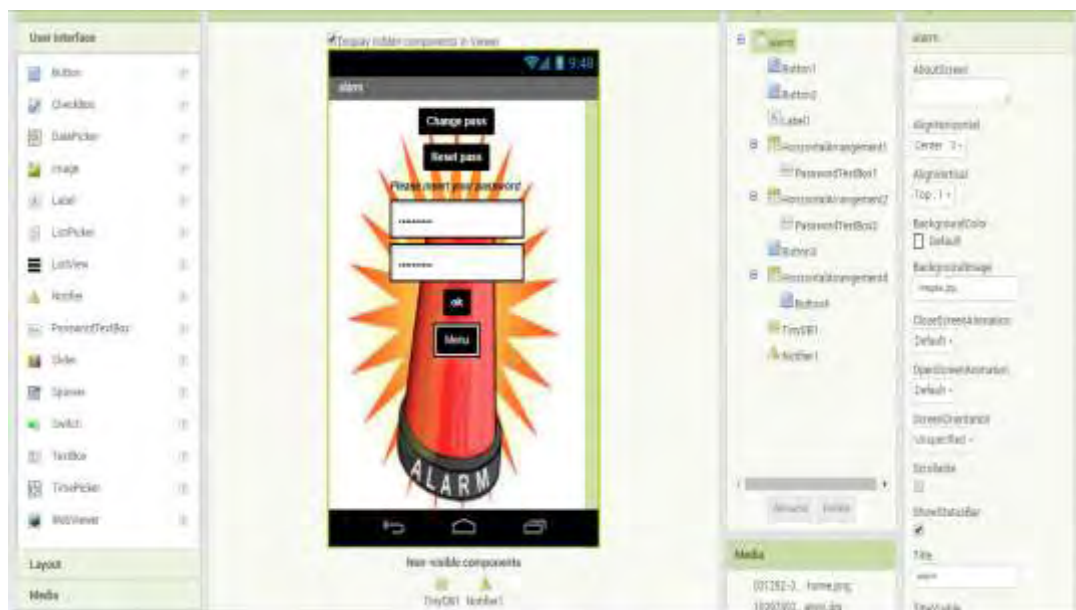 User Interface
Button
CheckBox
DatePicker
Image
Label
ListPicker
ListView
Notifier
PasswordTextBox
Slider
Spinner
Switch
TextBox
TimePicker
WebViewer
Layout
Media
Display hidden components in Viewer
9:48
alarm
Change pass
Reset pass
Please insert your password
ok
Menu
ALARM
Non-visible components
TinyDB1 Notifier1
alarm
Button1
Button2
Label1
HorizontalArrangement1
PasswordTextBox1
HorizontalArrangement2
PasswordTextBox2
Button3
HorizontalArrangement4
Button4
TinyDB1
Notifier1
Rename Delete
Media
home.png
alarm
AboutScreen
AlignHorizontal
Center : 3
AlignVertical
Top : 1
BackgroundColor
Default
BackgroundImage
CloseScreenAnimation
Default
OpenScreenAnimation
Default
ScreenOrientation
Unspecified
Scrollable
ShowStatusBar
Title
alarm
TitleVisible